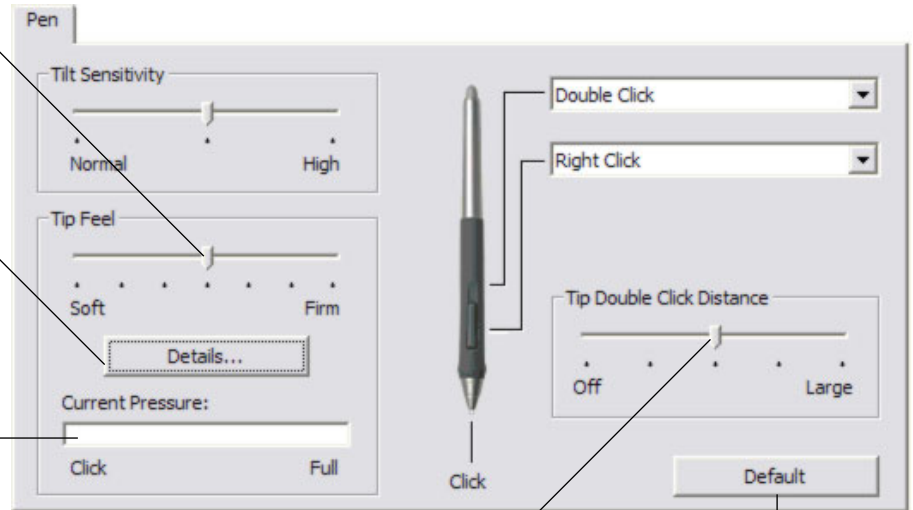 Pen
Tilt Sensitivity
Normal High
Tip Feel
Soft Firm
Details...
Current Pressure:
Click Full
Click
Double Click
Right Click
Tip Double Click Distance
Off Large
Default